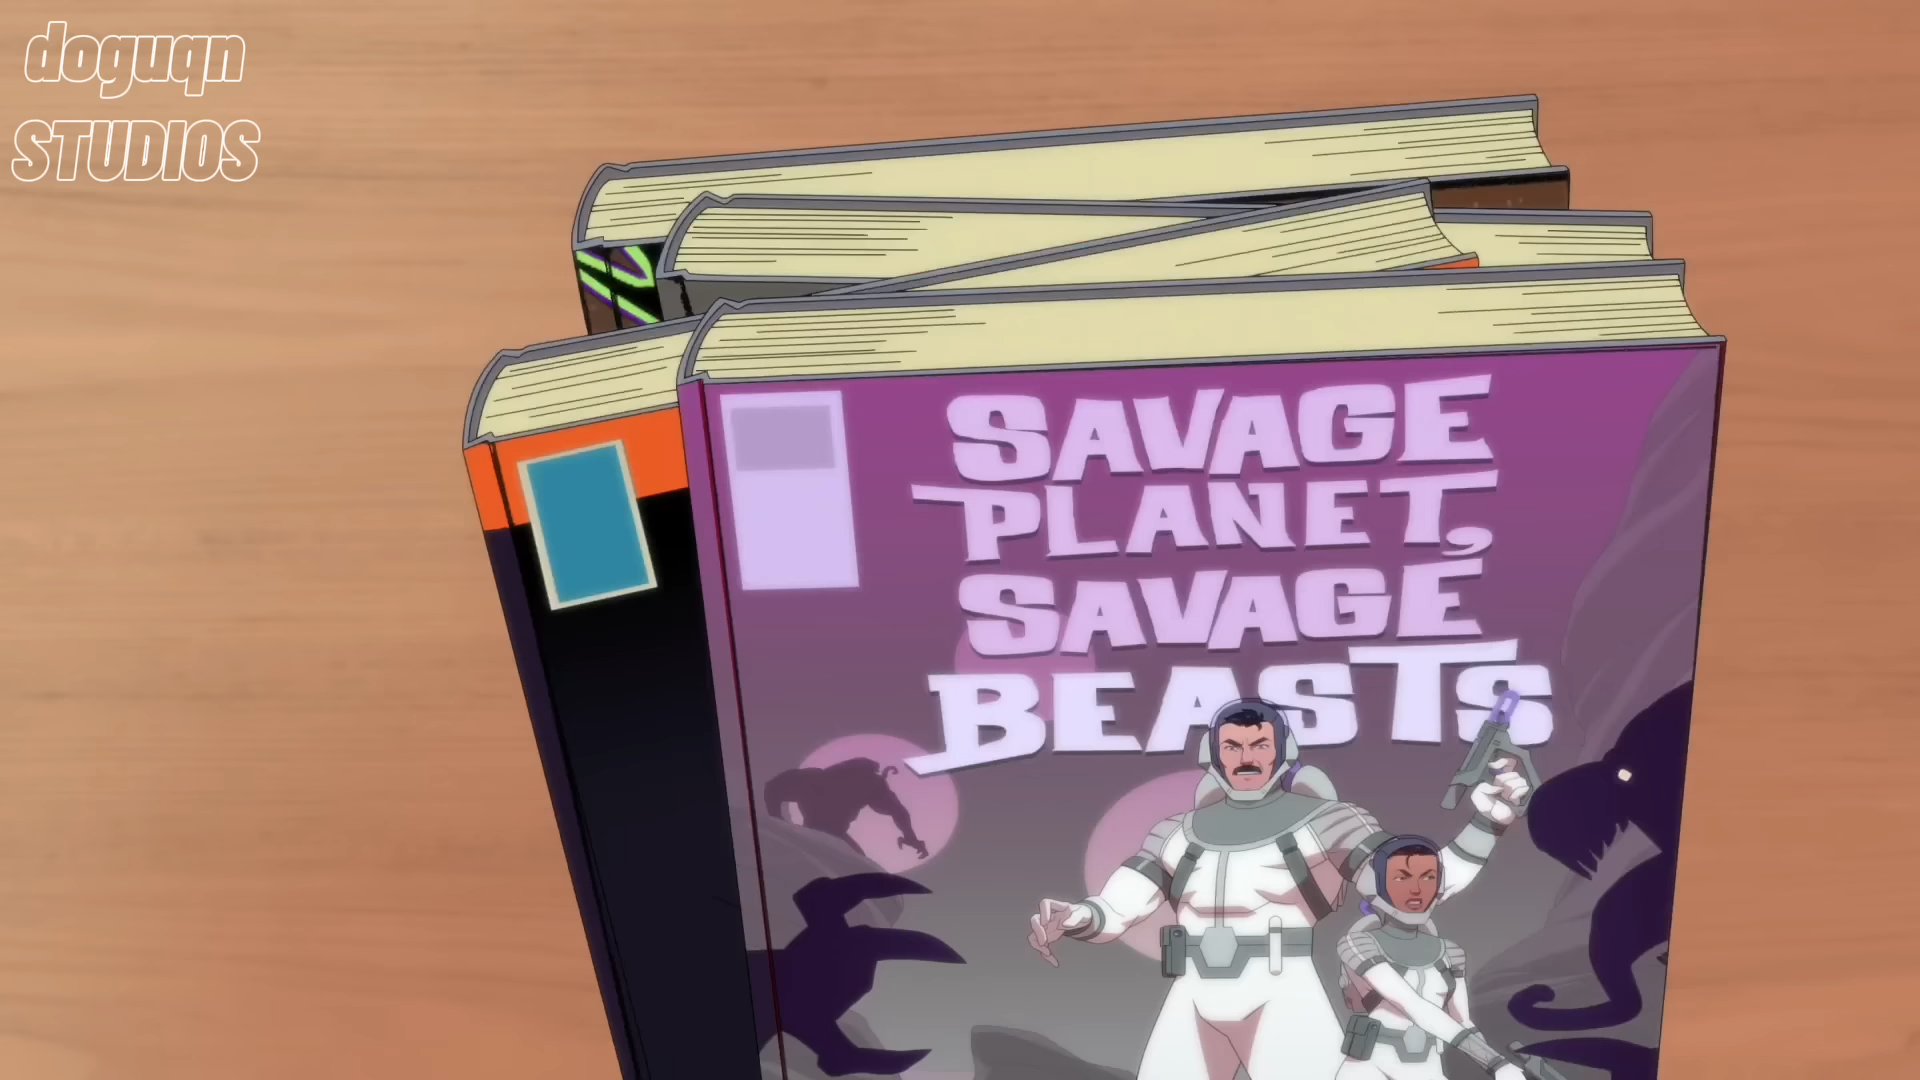 doguqn
STUDIOS
SAVAGE
PLANET,
SAVAGE
BEASTS